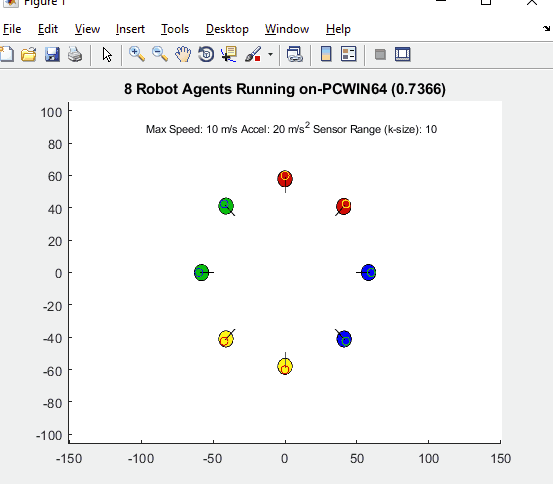 Figure 1
File Edit View Insert Tools Desktop Window Help
8 Robot Agents Running on-PCWIN64 (0.7366)
Max Speed: 10 m/s Accel: 20 m/s² Sensor Range (k-size): 10
100
80
60
40
20
0
-20
-40
-60
-80
-100
-150 -100 -50 0 50 100 150